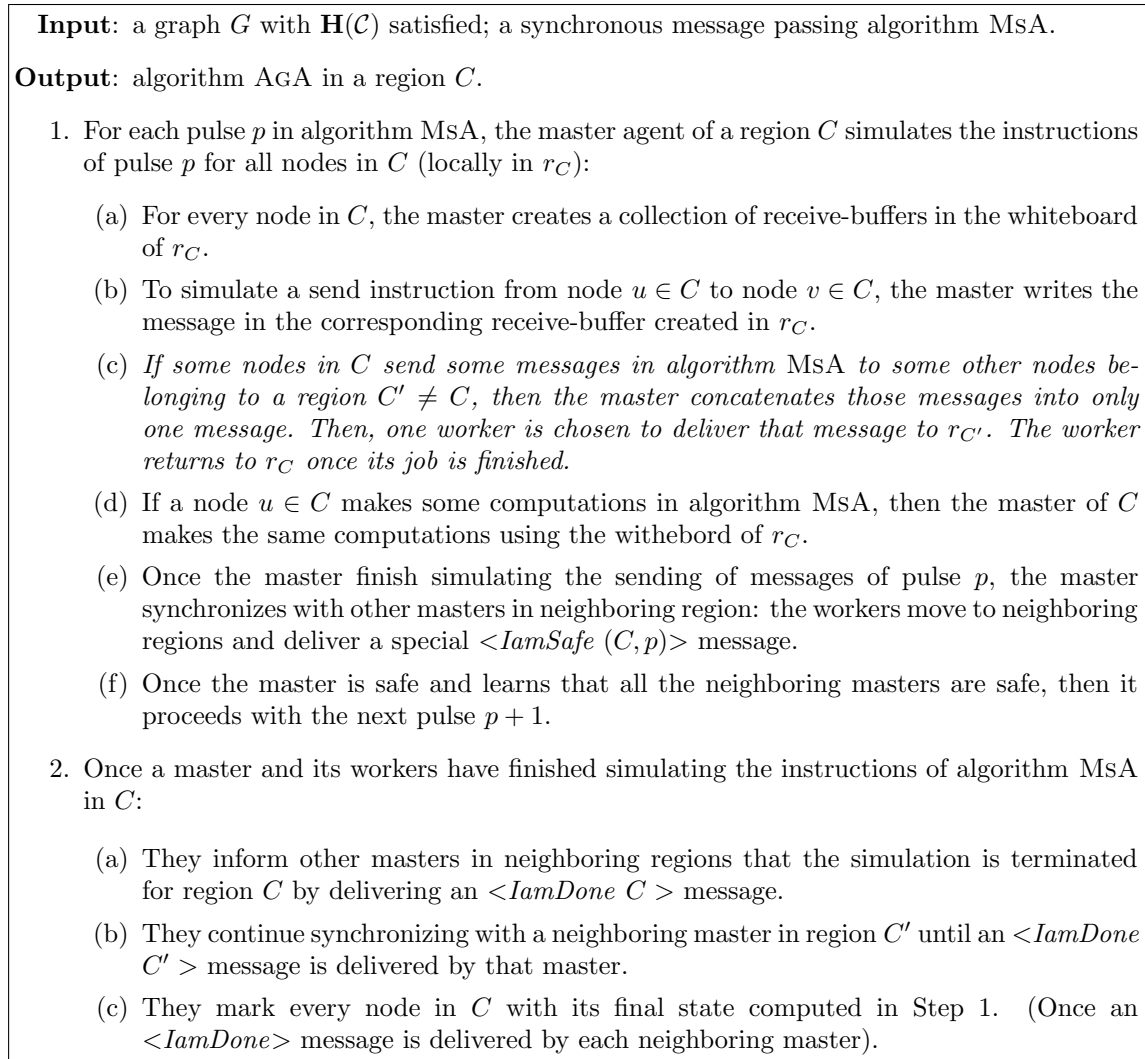 Input: a graph G with H(C) satisfied; a synchronous message passing algorithm MsA.
Output: algorithm AgA in a region C.
1. For each pulse p in algorithm MsA, the master agent of a region C simulates the instructions
of pulse p for all nodes in C (locally in r_C):
(a) For every node in C, the master creates a collection of receive-buffers in the whiteboard
of r_C.
(b) To simulate a send instruction from node u ∈ C to node v ∈ C, the master writes the
message in the corresponding receive-buffer created in r_C.
(c) If some nodes in C send some messages in algorithm MsA to some other nodes be-
longing to a region C′ ≠ C, then the master concatenates those messages into only
one message. Then, one worker is chosen to deliver that message to r_C′. The worker
returns to r_C once its job is finished.
(d) If a node u ∈ C makes some computations in algorithm MsA, then the master of C
makes the same computations using the withebord of r_C.
(e) Once the master finish simulating the sending of messages of pulse p, the master
synchronizes with other masters in neighboring region: the workers move to neighboring
regions and deliver a special <IamSafe (C, p)> message.
(f) Once the master is safe and learns that all the neighboring masters are safe, then it
proceeds with the next pulse p + 1.
2. Once a master and its workers have finished simulating the instructions of algorithm MsA
in C:
(a) They inform other masters in neighboring regions that the simulation is terminated
for region C by delivering an <IamDone C > message.
(b) They continue synchronizing with a neighboring master in region C′ until an <IamDone
C′ > message is delivered by that master.
(c) They mark every node in C with its final state computed in Step 1. (Once an
<IamDone> message is delivered by each neighboring master).